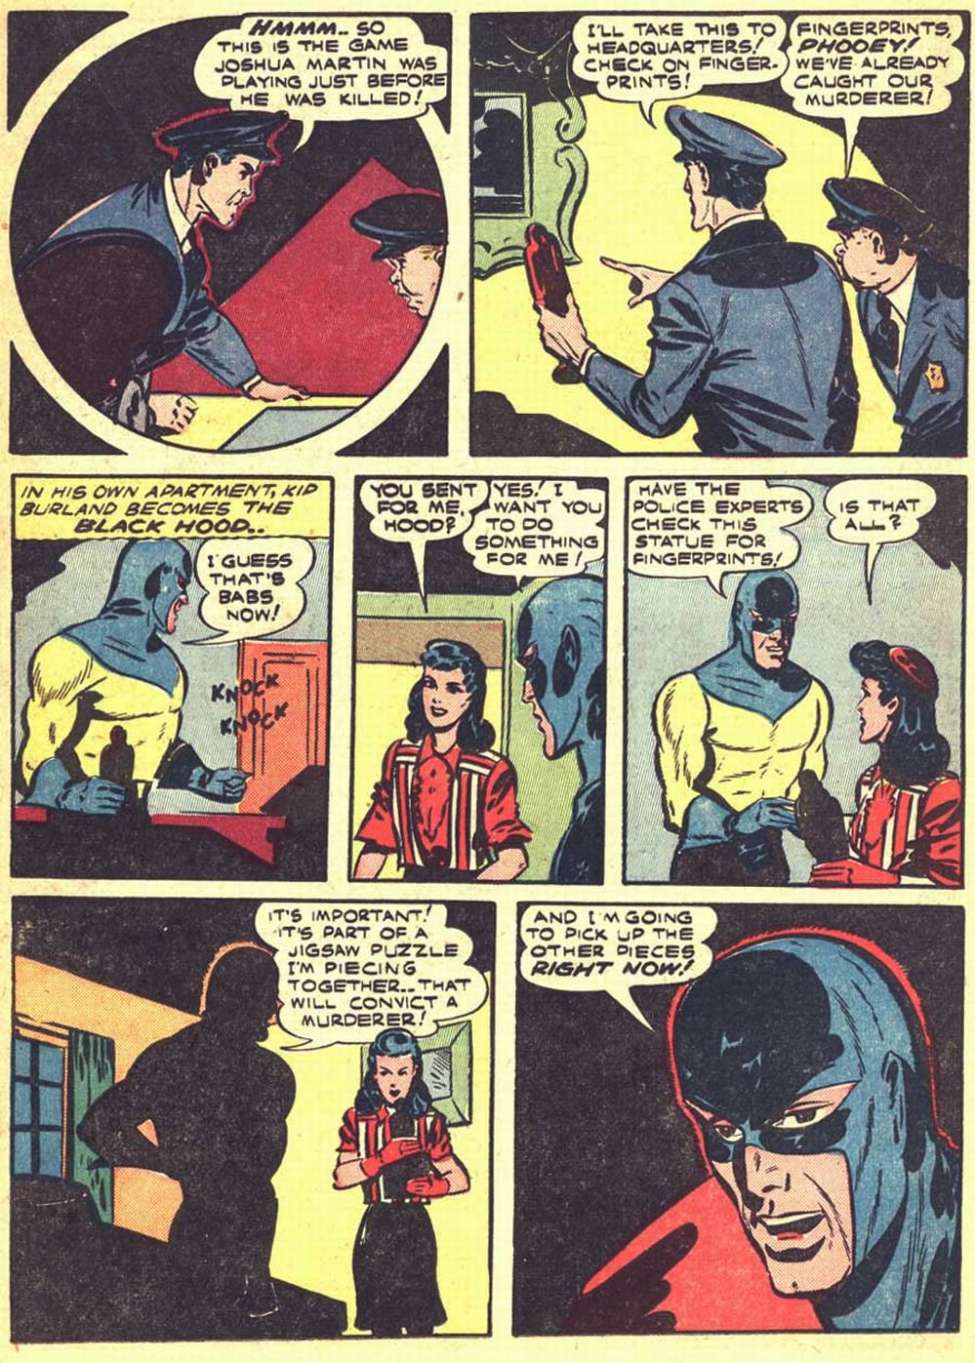 HMMM.. SO
THIS IS THE GAME
JOSHUA MARTIN WAS
PLAYING JUST BEFORE
HE WAS KILLED!
I'LL TAKE THIS TO
HEADQUARTERS!
CHECK ON FINGER-
PRINTS!
FINGERPRINTS,
PHOOEY!
WE'VE ALREADY
CAUGHT OUR
MURDERER!
IN HIS OWN APARTMENT, KIP
BURLAND BECOMES THE
BLACK HOOD..
I GUESS
THAT'S
BABS
NOW!
KNOCK
KNOCK
YOU SENT
FOR ME,
HOOD?
YES! I
WANT YOU
TO DO
SOMETHING
FOR ME!
HAVE THE
POLICE EXPERTS
CHECK THIS
STATUE FOR
FINGERPRINTS!
IS THAT
ALL?
IT'S IMPORTANT!
IT'S PART OF A
JIGSAW PUZZLE
I'M PIECING
TOGETHER.. THAT
WILL CONVICT A
MURDERER!
AND I'M GOING
TO PICK UP THE
OTHER PIECES
RIGHT NOW!